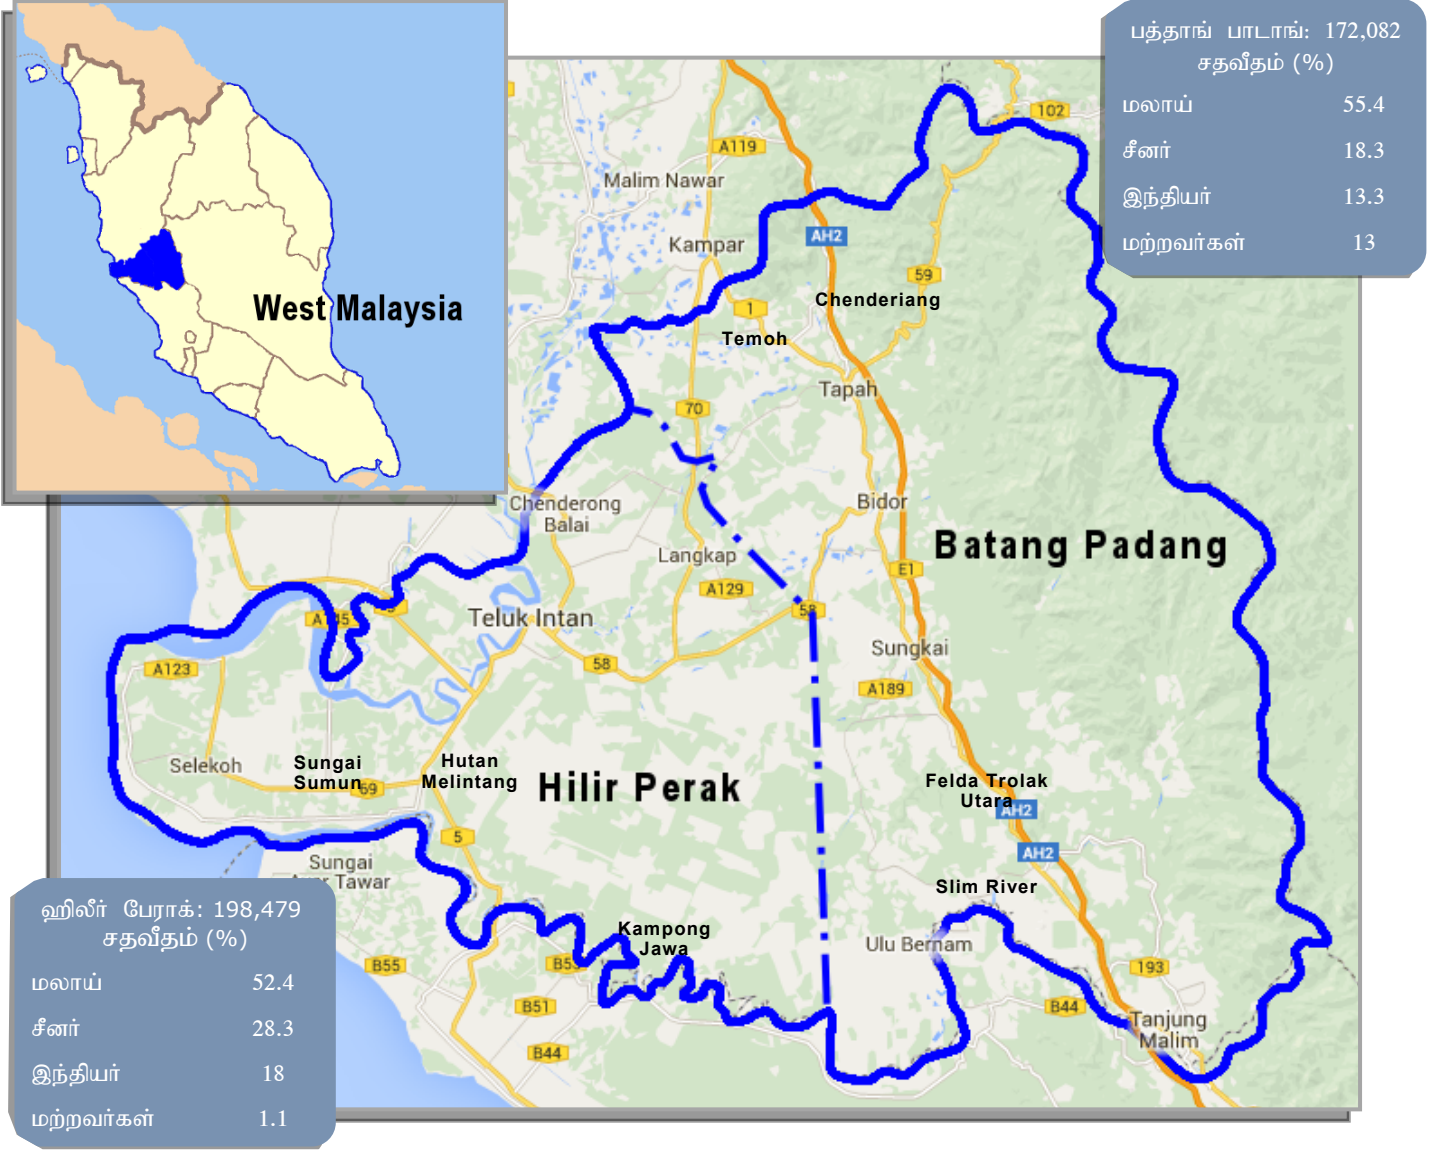 West Malaysia
பத்தாங் பாடாங்: 172,082
சதவீதம் (%)
மலாய் 55.4
சீனர் 18.3
இந்தியர் 13.3
மற்றவர்கள் 13
102
A119
Malim Nawar
AH2
Kampar
59
Chenderiang
1
Temoh
Tapah
70
Chenderong
Balai
Bidor
Batang Padang
Langkap
E1
A129
58
A145
Teluk Intan
Sungkai
A123
58
A189
Selekoh
Sungai
Sumun
69
Hutan
Melintang
Hilir Perak
Felda Trolak
Utara
AH2
5
AH2
Sungai
Tawar
Slim River
Kampong
Jawa
Ulu Bernam
B55
193
B51
B44
Tanjung
Malim
B44
ஹிலீர் பேராக்: 198,479
சதவீதம் (%)
மலாய் 52.4
சீனர் 28.3
இந்தியர் 18
மற்றவர்கள் 1.1